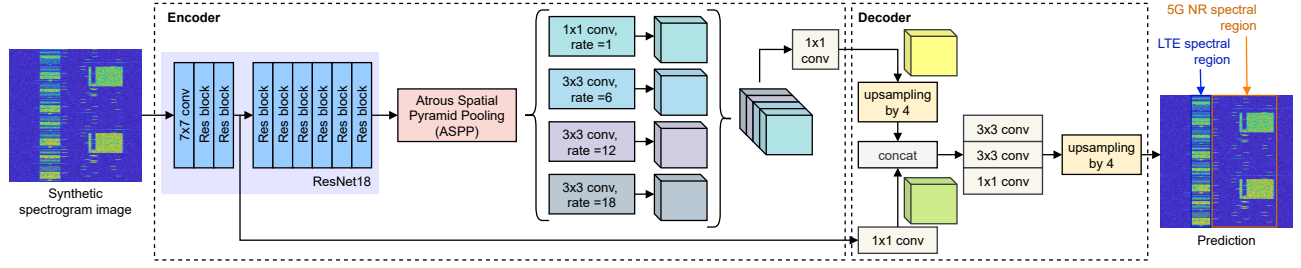 Encoder
Decoder
5G NR spectral
region
LTE spectral
region
Synthetic
spectrogram image
7x7 conv
Res block
Res block
Res block
Res block
Res block
Res block
Res block
Res block
ResNet18
Atrous Spatial
Pyramid Pooling
(ASPP)
1x1 conv,
rate =1
3x3 conv,
rate =6
3x3 conv,
rate=12
3x3 conv,
rate =18
1x1
conv
upsampling
by 4
concat
1x1 conv
3x3 conv
3x3 conv
1x1 conv
upsampling
by 4
Prediction